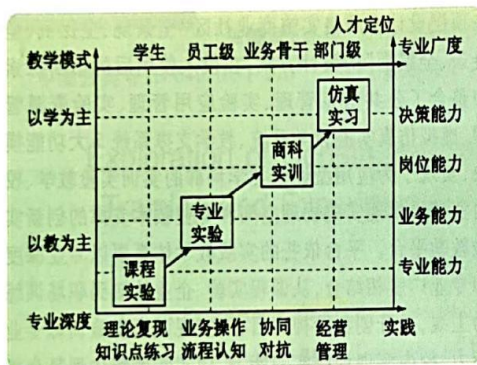 人才定位
教学模式 学生 员工级 业务骨干 部门级 专业广度
仿真
实习
以学为主 决策能力
商科
实训
岗位能力
专业
实验
业务能力
以教为主
课程
实验
专业能力
专业深度 理论复现 业务操作 协同 经营 实践
知识点练习 流程认知 对抗 管理